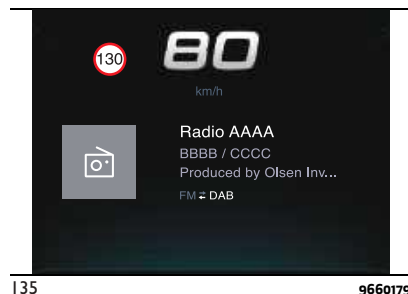 130
80
km/h
Radio AAAA
BBBB / CCCC
Produced by Olsen Inv...
FM ⇄ DAB
135
9660179